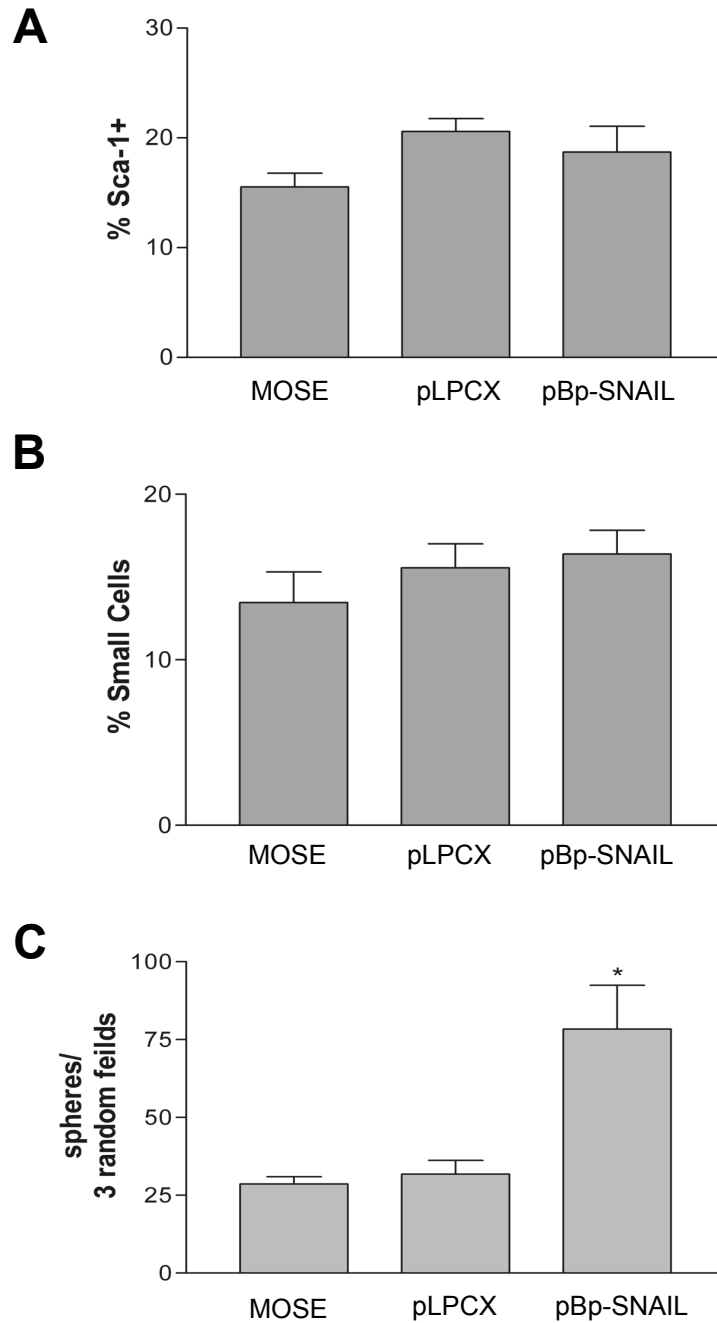 A
30
20
10
0
% Sca-1+
MOSE pLPCX pBp-SNAIL
B
20
10
0
% Small Cells
MOSE pLPCX pBp-SNAIL
C
100
75
50
25
0
spheres/
3 random feilds
*
MOSE pLPCX pBp-SNAIL